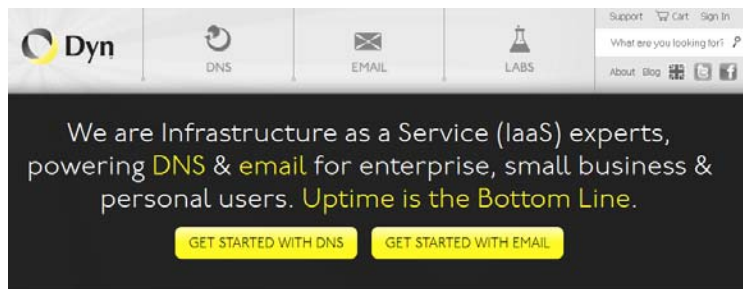 Support Cart Sign In
Dyn
DNS
EMAIL
LABS
What are you looking for?
About Blog
We are Infrastructure as a Service (IaaS) experts,
powering DNS & email for enterprise, small business &
personal users. Uptime is the Bottom Line.
GET STARTED WITH DNS
GET STARTED WITH EMAIL